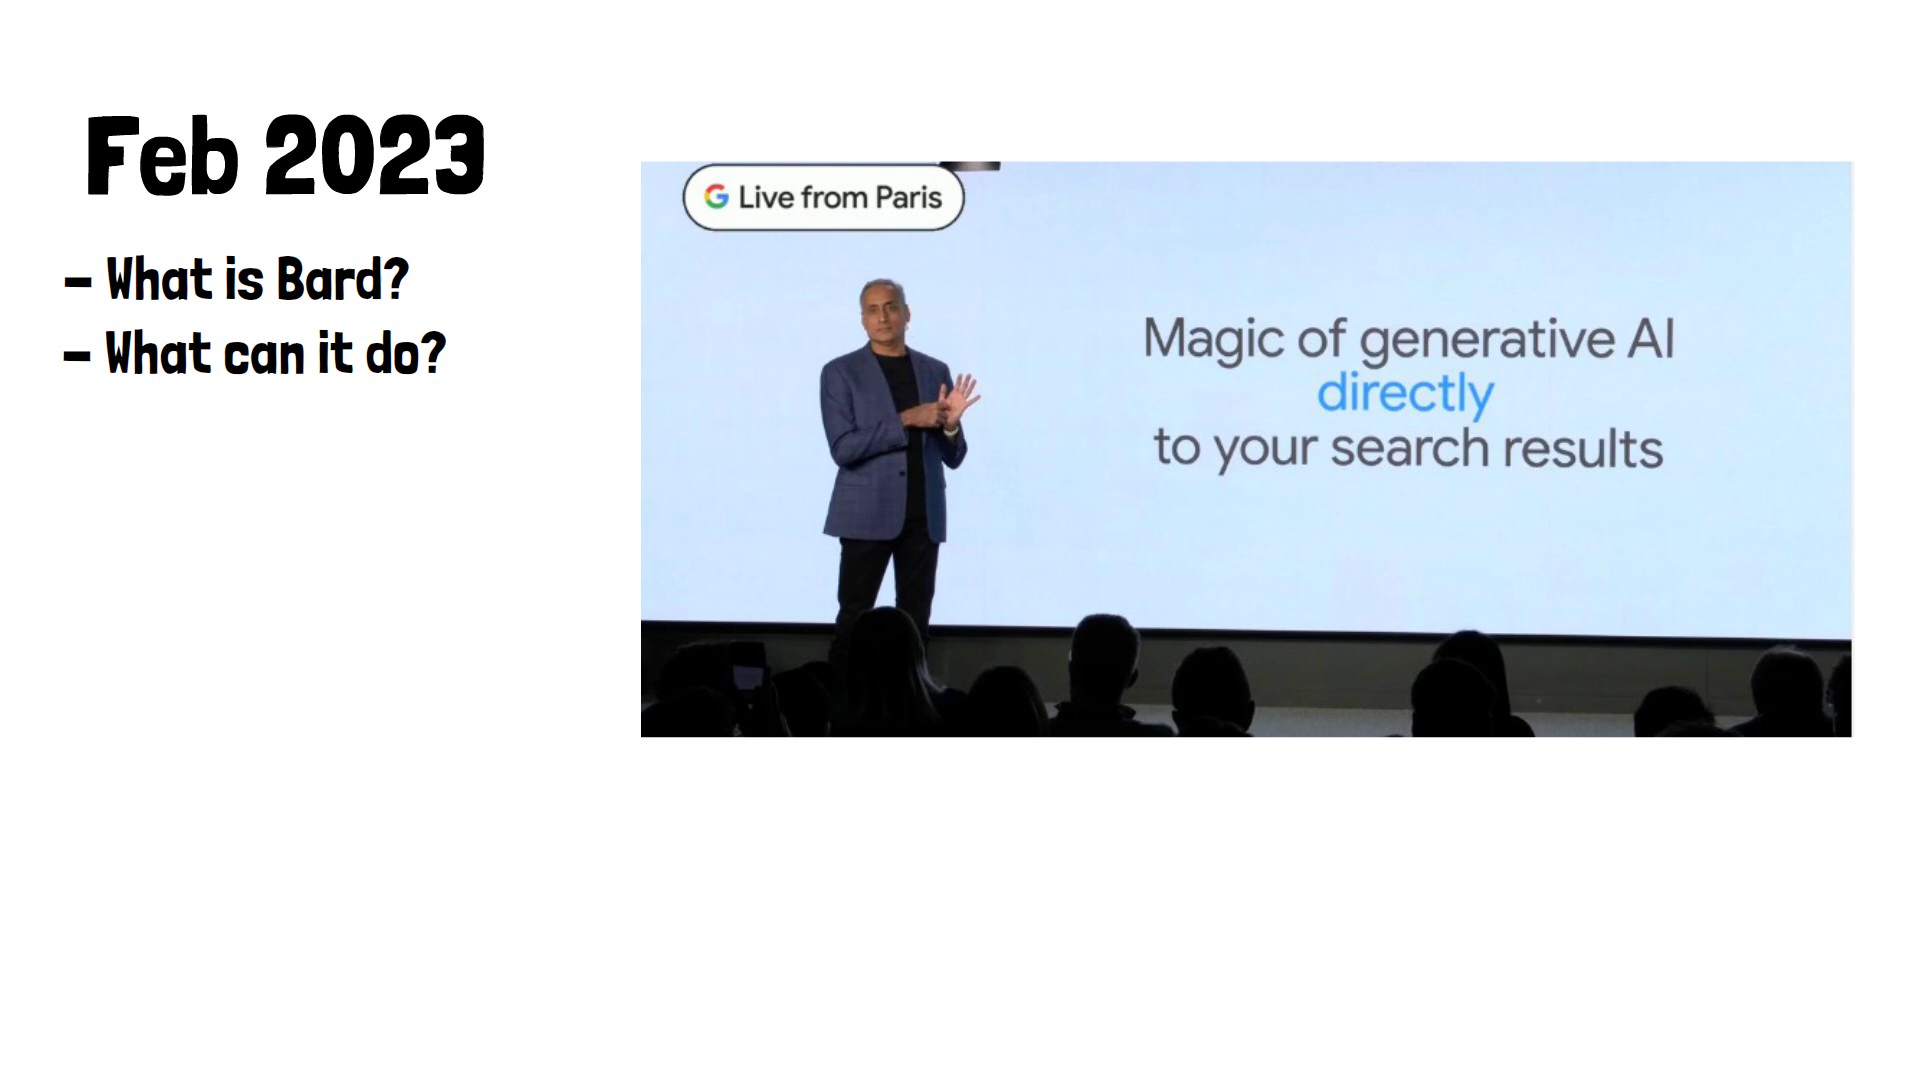 Feb 2023
- What is Bard?
- What can it do?
Live from Paris
Magic of generative AI
directly
to your search results